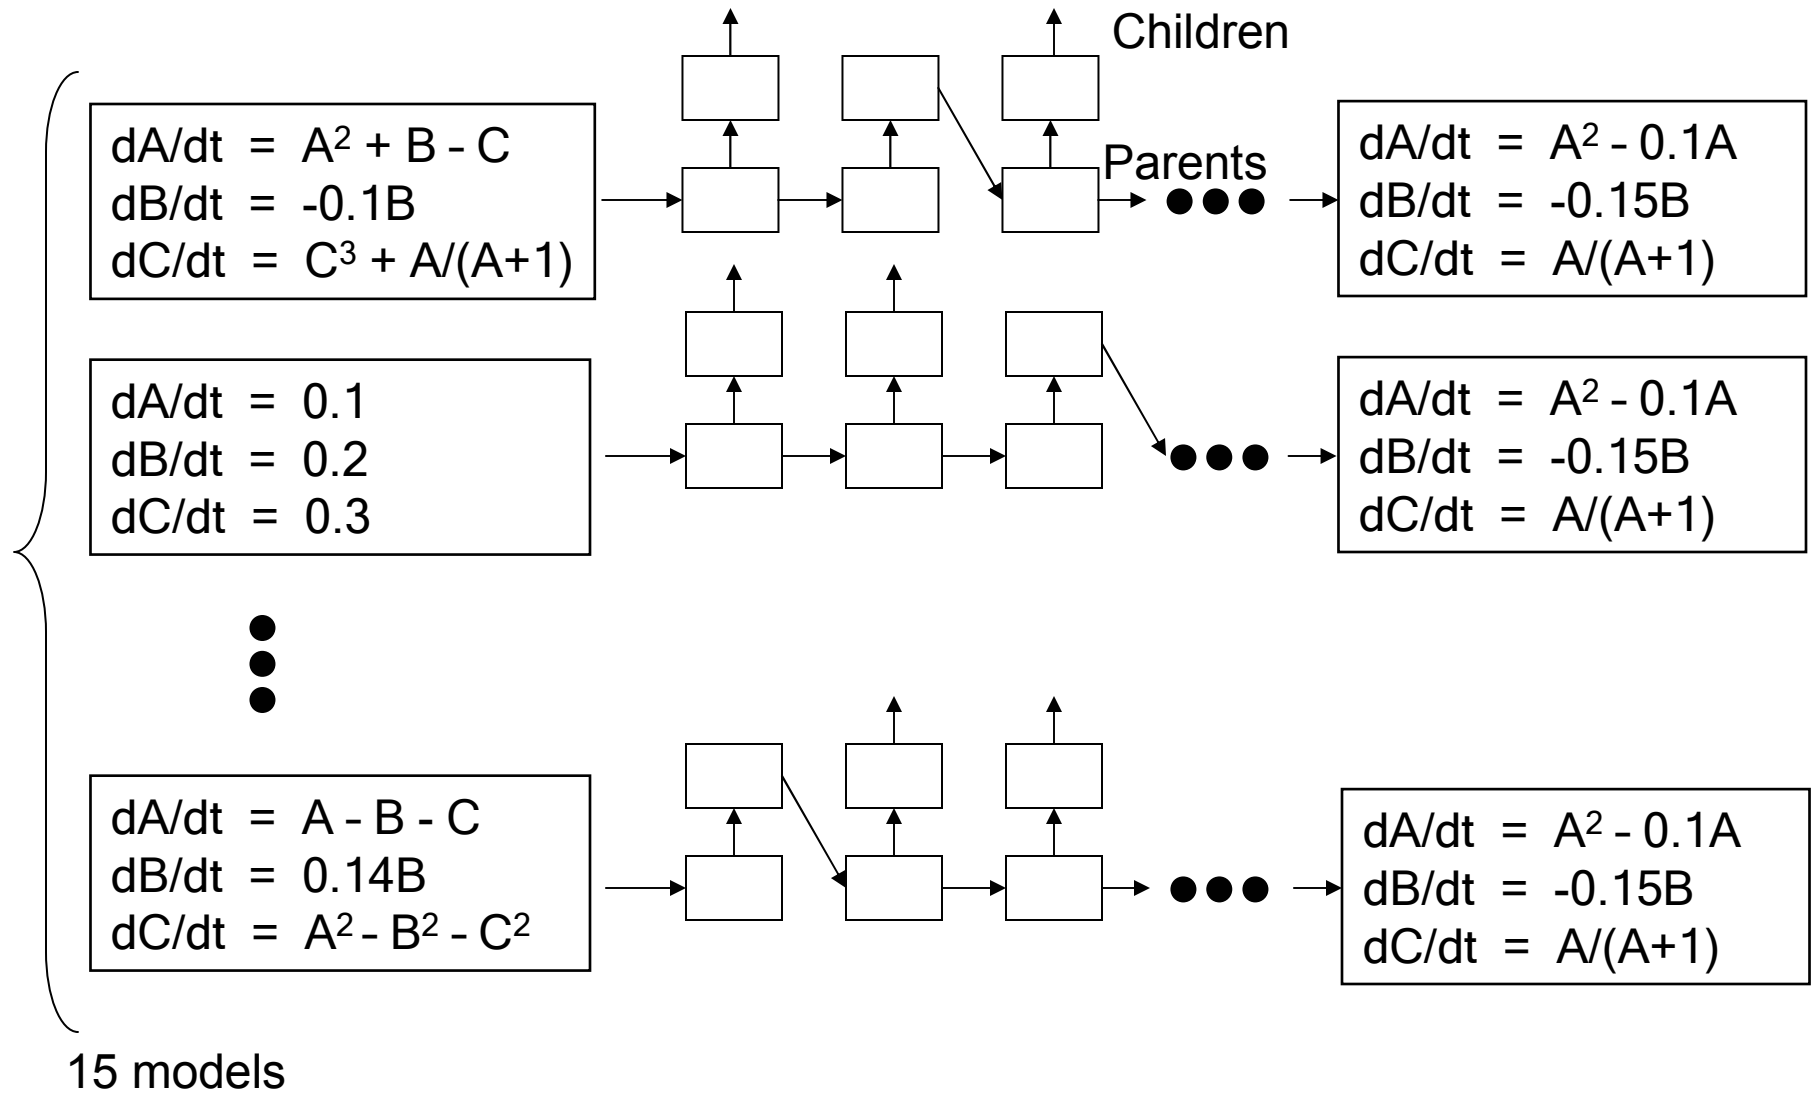 Children
dA/dt = A² + B - C
dB/dt = -0.1B
dC/dt = C³ + A/(A+1)
Parents
dA/dt = A² - 0.1A
dB/dt = -0.15B
dC/dt = A/(A+1)
dA/dt = 0.1
dB/dt = 0.2
dC/dt = 0.3
dA/dt = A² - 0.1A
dB/dt = -0.15B
dC/dt = A/(A+1)
dA/dt = A - B - C
dB/dt = 0.14B
dC/dt = A² - B² - C²
dA/dt = A² - 0.1A
dB/dt = -0.15B
dC/dt = A/(A+1)
15 models